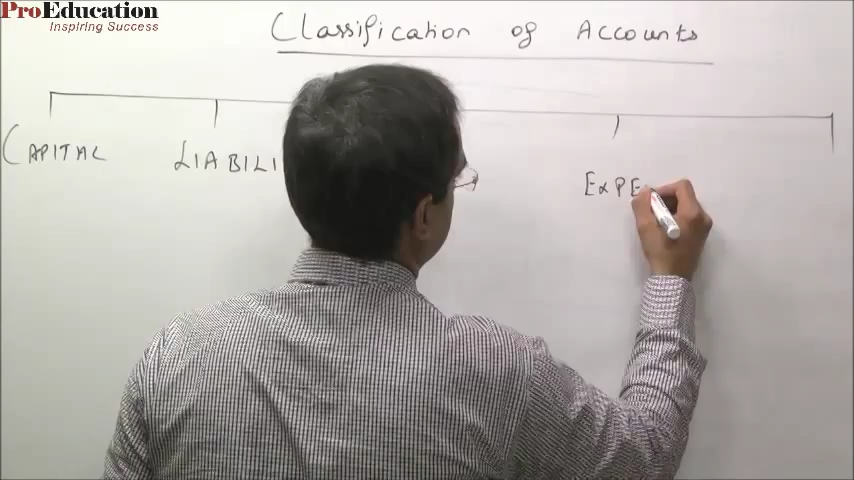 ProEducation
Inspiring Success
Classification of Accounts
CAPITAL LIABILI EXPE